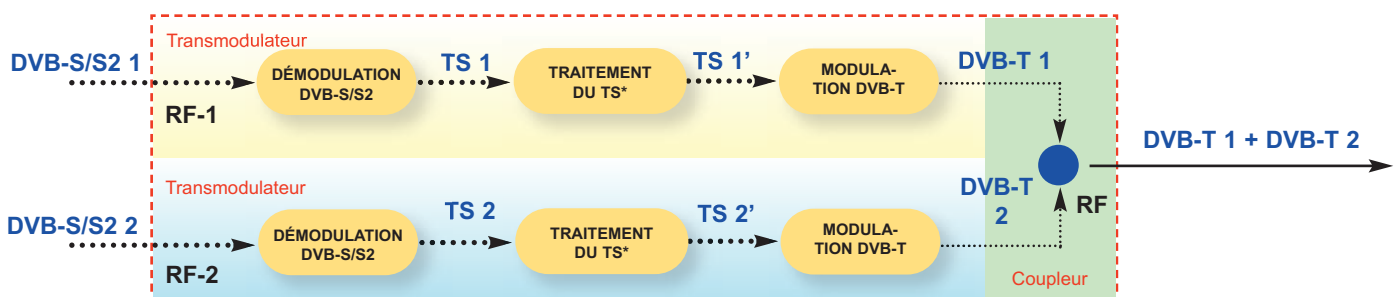 Transmodulateur
DVB-S/S2 1
RF-1
DÉMODULATION
DVB-S/S2
TS 1
TRAITEMENT
DU TS*
TS 1’
MODULA-
TION DVB-T
DVB-T 1
DVB-T 1 + DVB-T 2
Transmodulateur
DVB-S/S2 2
RF-2
DÉMODULATION
DVB-S/S2
TS 2
TRAITEMENT
DU TS*
TS 2’
MODULA-
TION DVB-T
DVB-T
2
RF
Coupleur